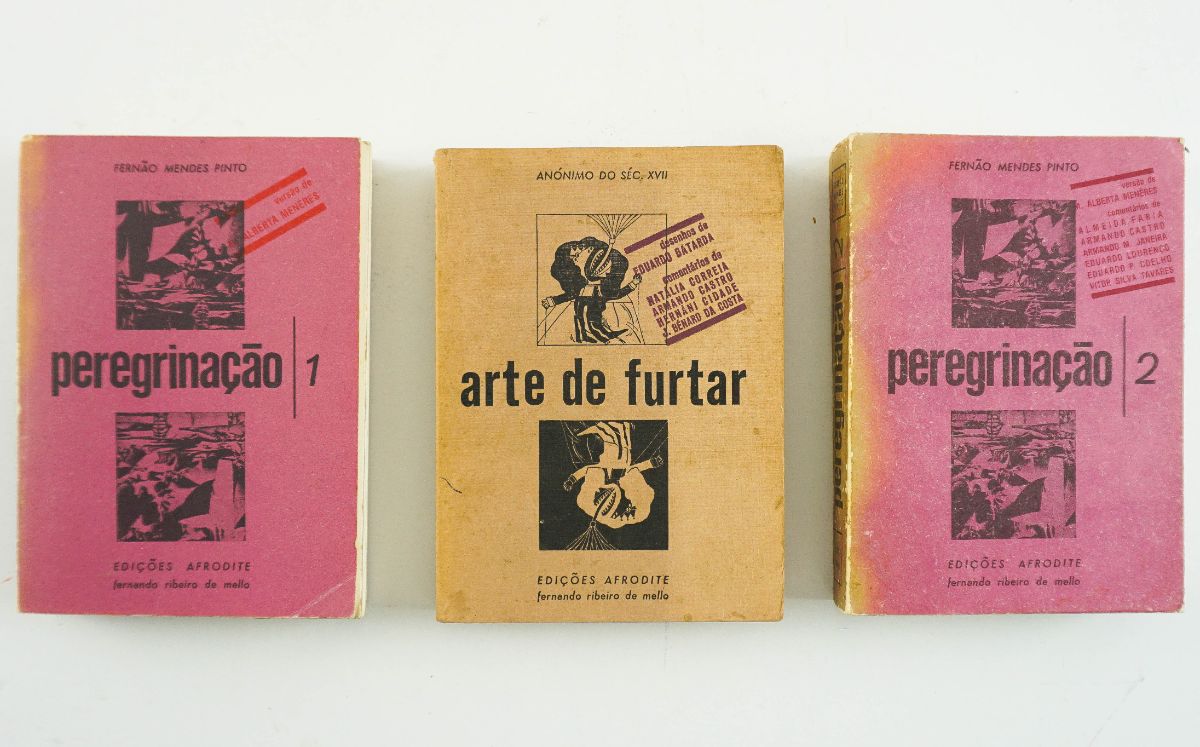 FERNÃO MENDES PINTO
versão de
ALBERTA MENÉRES
peregrinação 1
EDIÇÕES AFRODITE
fernando ribeiro de mello
ANÓNIMO DO SÉC. XVII
desenhos de
EDUARDO BATARDA
comentários de
NATÁLIA CORREIA
ARMANDO CASTRO
HERNÂNI CIDADE
J. BÉNARD DA COSTA
arte de furtar
EDIÇÕES AFRODITE
fernando ribeiro de mello
FERNÃO MENDES PINTO
versão de
ALBERTA MENÉRES
comentários de
ALMEIDA FARIA
ARMANDO CASTRO
ARMANDO M. JANEIRA
EDUARDO LOURENÇO
EDUARDO P. COELHO
VITOR SILVA TAVARES
peregrinação 2
EDIÇÕES AFRODITE
fernando ribeiro de mello
peregrinação 2